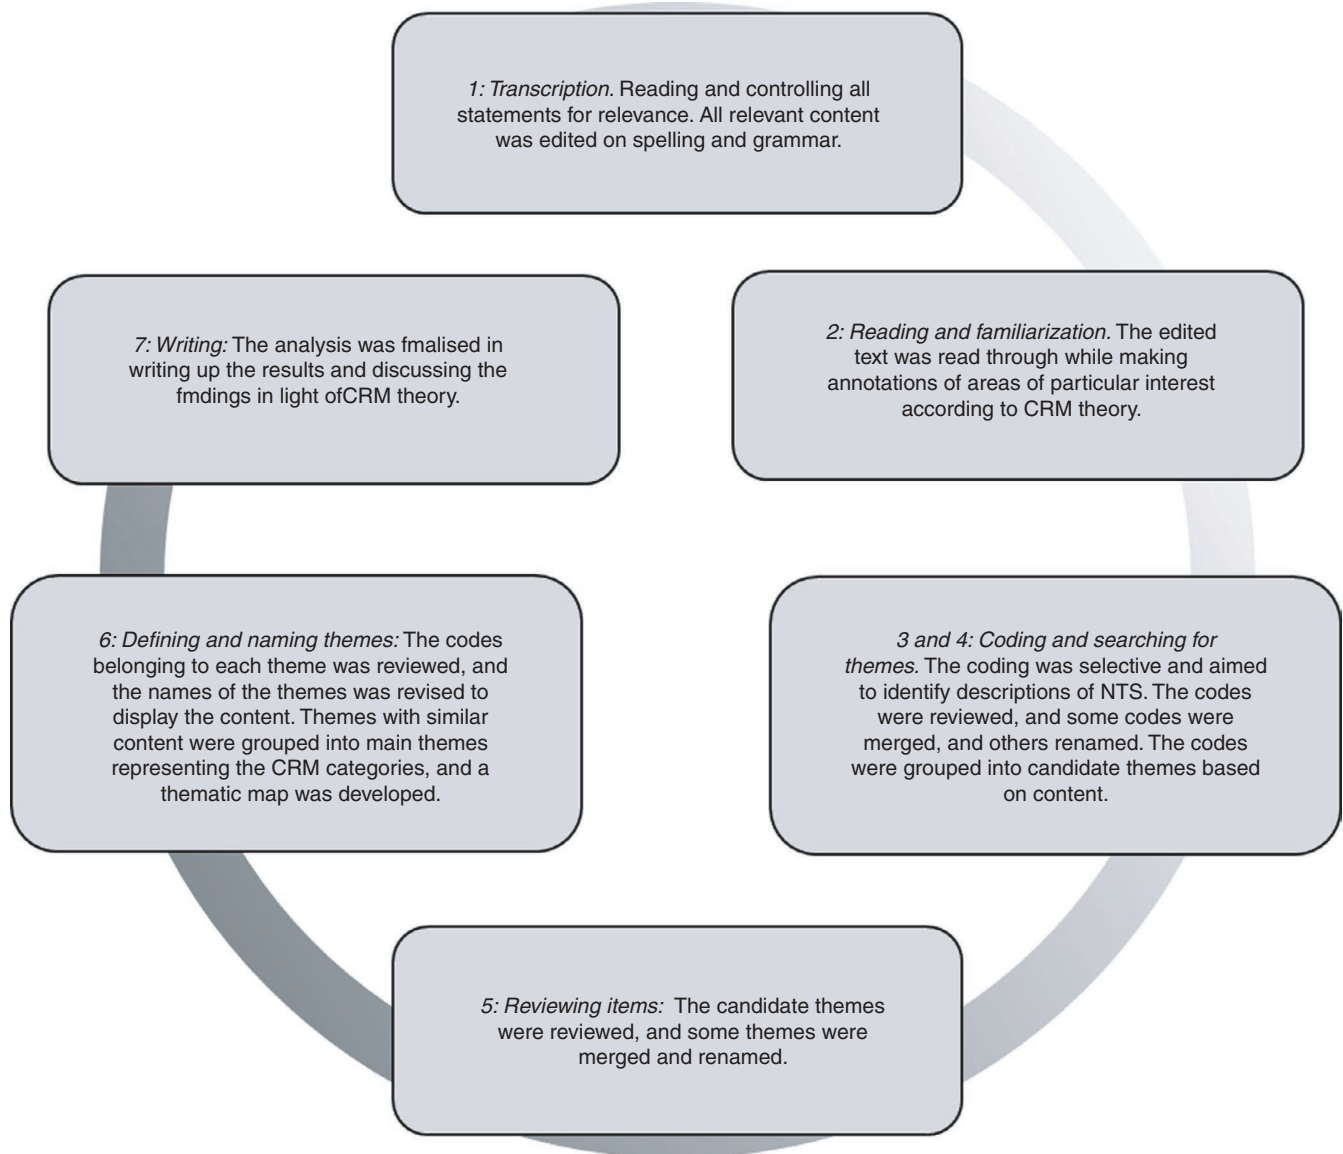 1: Transcription. Reading and controlling all
statements for relevance. All relevant content
was edited on spelling and grammar.
2: Reading and familiarization. The edited
text was read through while making
annotations of areas of particular interest
according to CRM theory.
3 and 4: Coding and searching for
themes. The coding was selective and aimed
to identify descriptions of NTS. The codes
were reviewed, and some codes were
merged, and others renamed. The codes
were grouped into candidate themes based
on content.
5: Reviewing items: The candidate themes
were reviewed, and some themes were
merged and renamed.
6: Defining and naming themes: The codes
belonging to each theme was reviewed, and
the names of the themes was revised to
display the content. Themes with similar
content were grouped into main themes
representing the CRM categories, and a
thematic map was developed.
7: Writing: The analysis was fmalised in
writing up the results and discussing the
fmdings in light ofCRM theory.